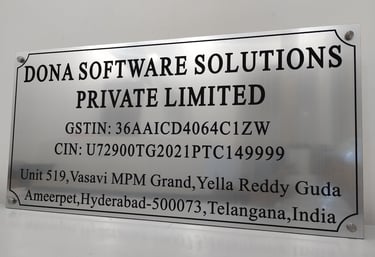 DONA SOFTWARE SOLUTIONS
PRIVATE LIMITED
GSTIN: 36AAICD4064C1ZW
CIN: U72900TG2021PTC149999
Unit 519,Vasavi MPM Grand,Yella Reddy Guda
Ameerpet,Hyderabad-500073,Telangana,India